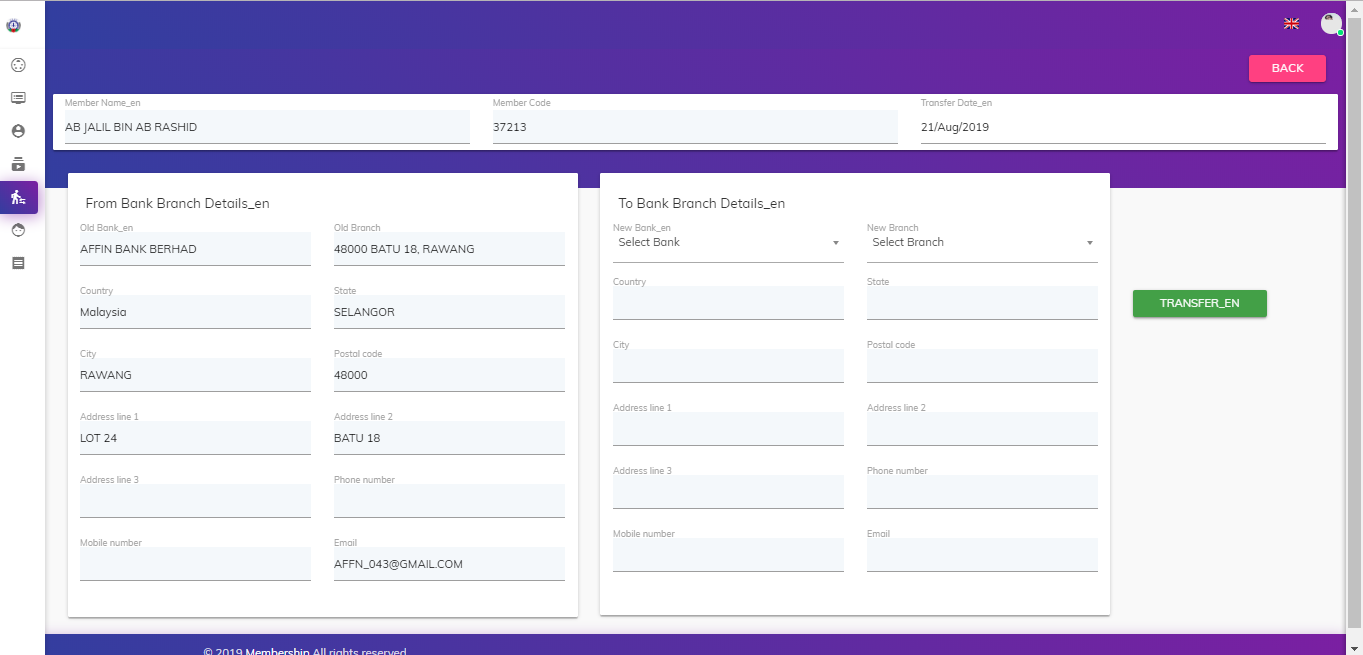 BACK
Member Name_en Member Code Transfer Date_en
AB JALIL BIN AB RASHID 37213 21/Aug/2019
From Bank Branch Details_en
Old Bank_en Old Branch
AFFIN BANK BERHAD 48000 BATU 18, RAWANG
Country State
Malaysia SELANGOR
City Postal code
RAWANG 48000
Address line 1 Address line 2
LOT 24 BATU 18
Address line 3 Phone number
Mobile number Email
AFFN_043@GMAIL.COM
To Bank Branch Details_en
New Bank_en New Branch
Select Bank Select Branch
Country State
City Postal code
Address line 1 Address line 2
Address line 3 Phone number
Mobile number Email
TRANSFER_EN
© 2019 Membership All rights reserved